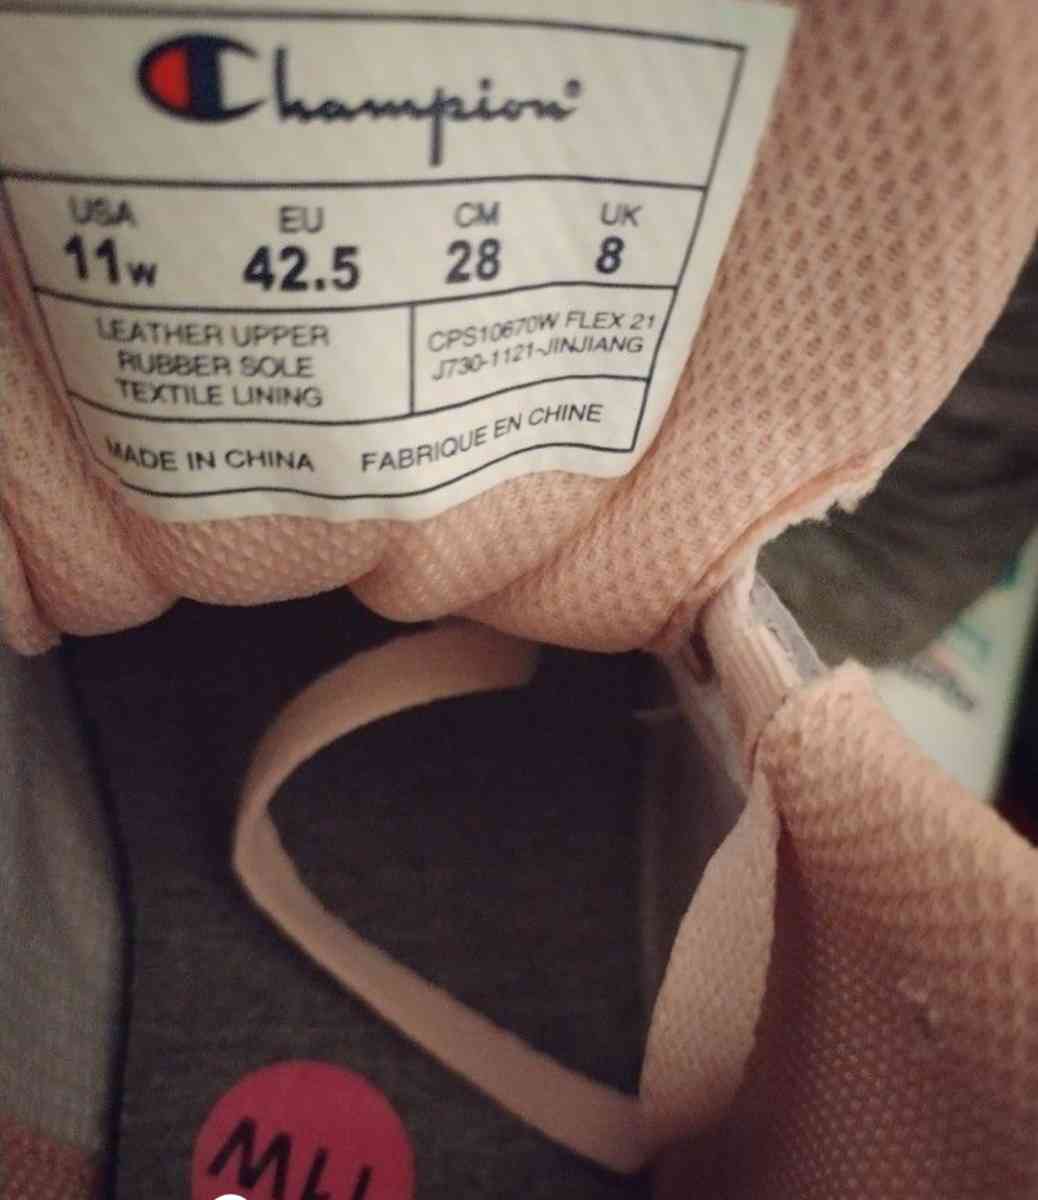 Champion®
USA EU CM UK
11w 42.5 28 8
LEATHER UPPER
RUBBER SOLE
TEXTILE LINING
CPS10670W FLEX 21
J730-1121-JINJIANG
MADE IN CHINA FABRIQUE EN CHINE